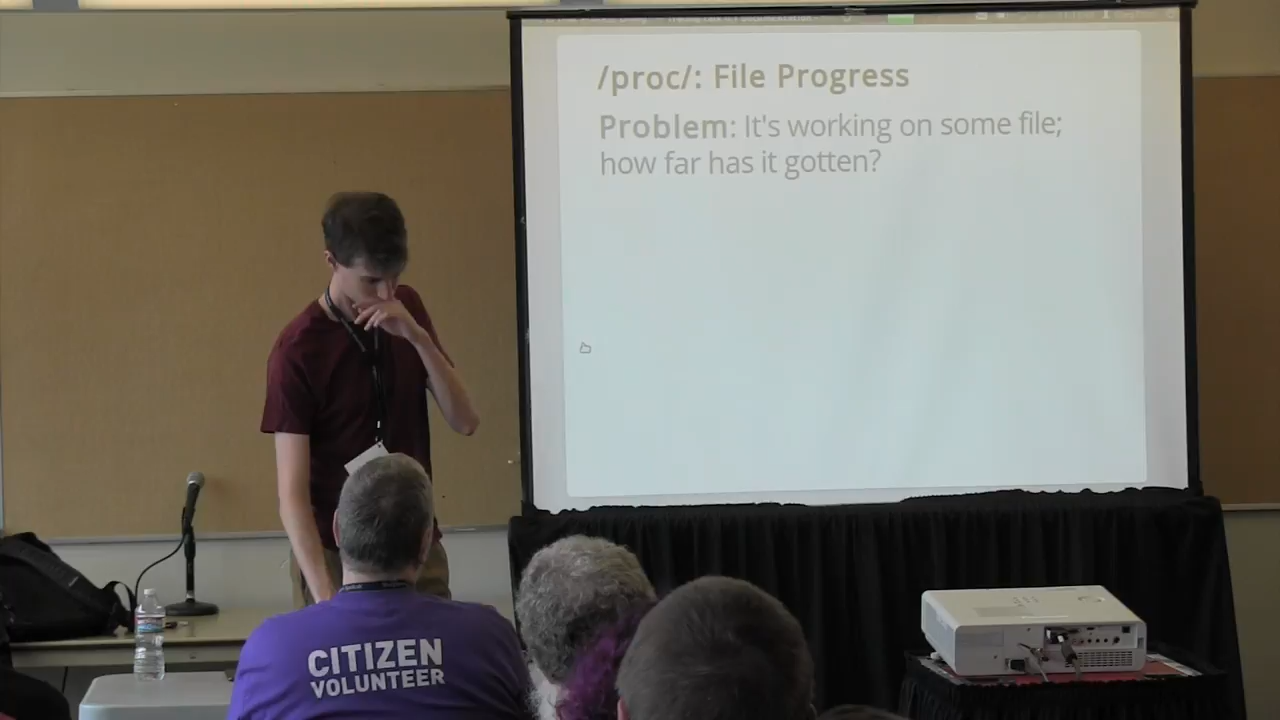 /proc/: File Progress
Problem: It's working on some file;
how far has it gotten?
CITIZEN
VOLUNTEER